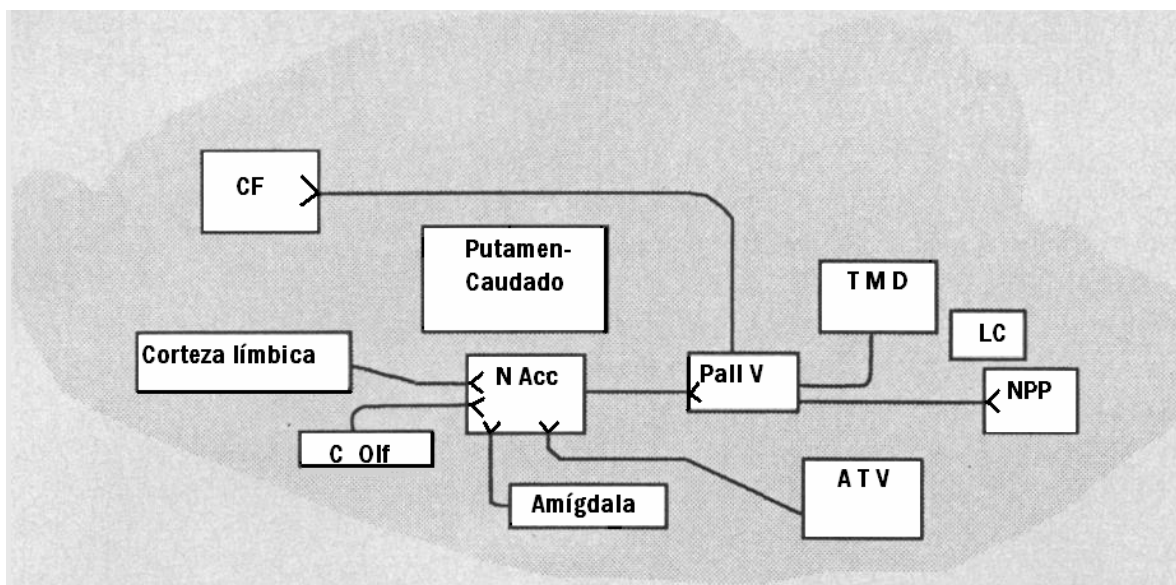 CF
Putamen-
Caudado
T M D
LC
Corteza límbica
N Acc
Pall V
NPP
C Olf
Amígdala
A T V